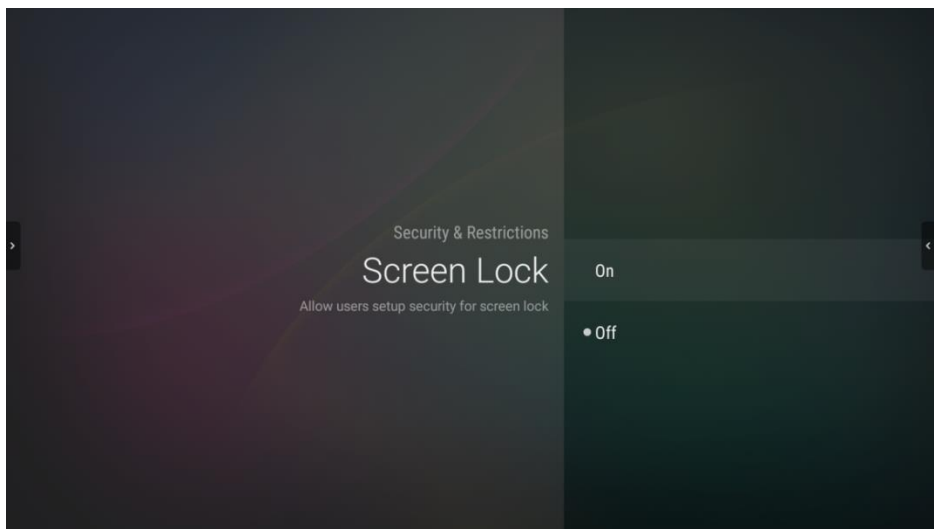 Security & Restrictions
Screen Lock
Allow users setup security for screen lock
On
Off